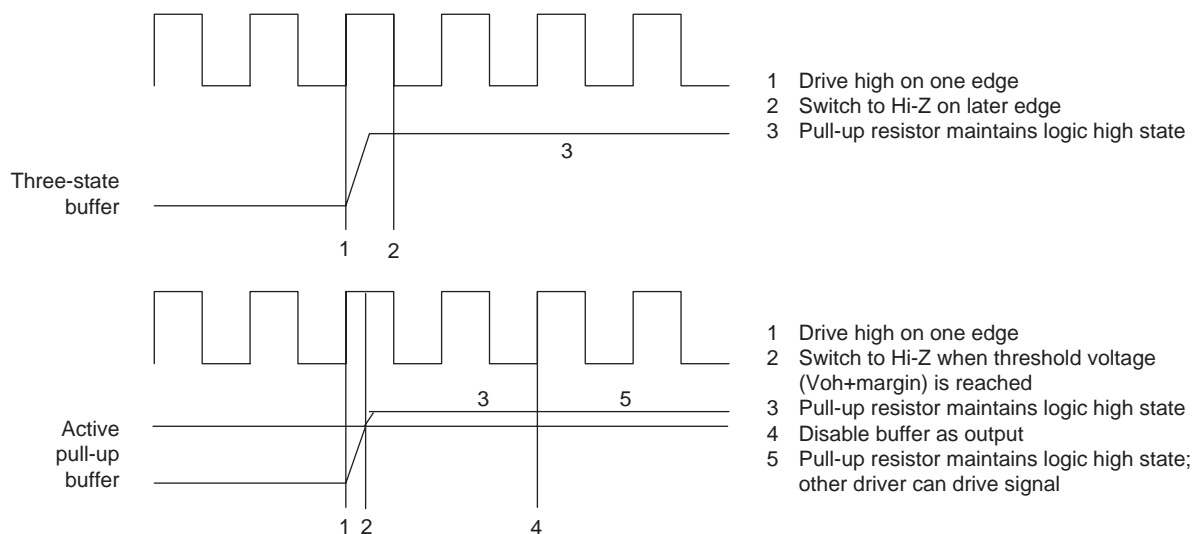 1 Drive high on one edge
2 Switch to Hi-Z on later edge
3 Pull-up resistor maintains logic high state
3
Three-state
buffer
1 2
1 Drive high on one edge
2 Switch to Hi-Z when threshold voltage
(Voh+margin) is reached
3 Pull-up resistor maintains logic high state
4 Disable buffer as output
5 Pull-up resistor maintains logic high state;
other driver can drive signal
3 5
Active
pull-up
buffer
1 2 4